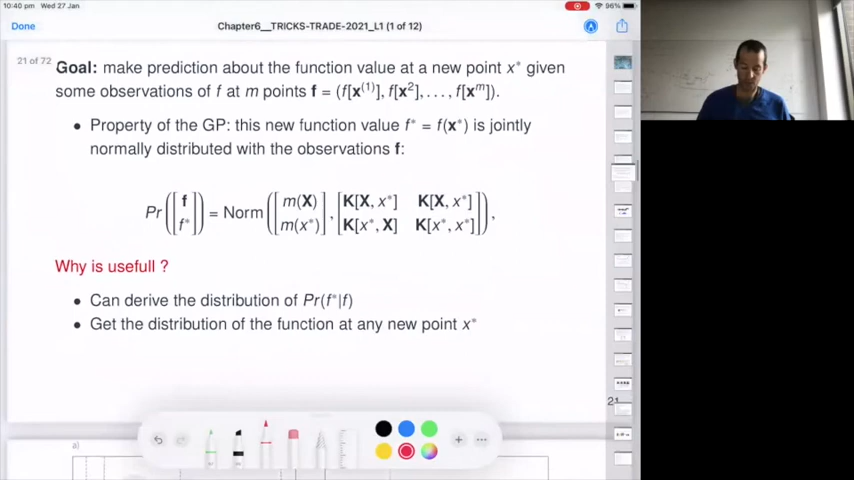 10:40 pm Wed 27 Jan
96%
Done
Chapter6__TRICKS-TRADE-2021_L1 (1 of 12)
21 of 72
Goal: make prediction about the function value at a new point x* given
some observations of f at m points f = (f[x^(1)], f[x^2], . . . , f[x^m]).
• Property of the GP: this new function value f* = f(x*) is jointly
normally distributed with the observations f:
Pr([f f*]) = Norm([m(X) m(x*)], [K[X, x*] K[X, x*] K[x*, X] K[x*, x*]]),
Why is usefull ?
• Can derive the distribution of Pr(f*|f)
• Get the distribution of the function at any new point x*
21
a)